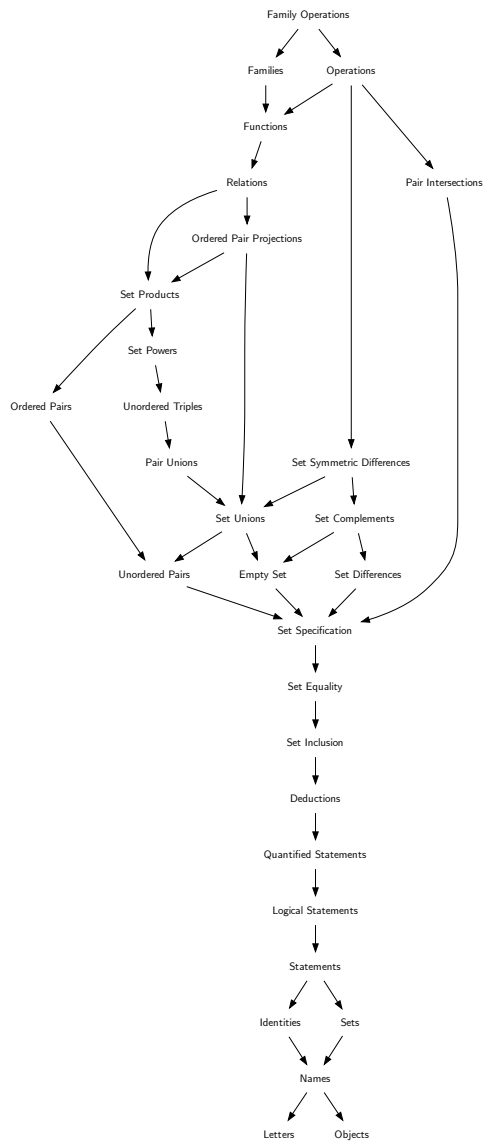 Family Operations
Families
Operations
Functions
Relations
Pair Intersections
Ordered Pair Projections
Set Products
Set Powers
Ordered Pairs
Unordered Triples
Pair Unions
Set Symmetric Differences
Set Unions
Set Complements
Unordered Pairs
Empty Set
Set Differences
Set Specification
Set Equality
Set Inclusion
Deductions
Quantified Statements
Logical Statements
Statements
Identities
Sets
Names
Letters
Objects